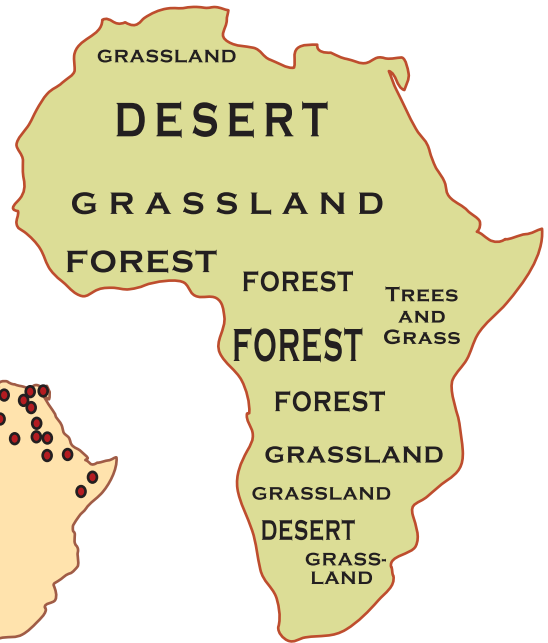 GRASSLAND
DESERT
GRASSLAND
FOREST
FOREST
TREES
AND
GRASS
FOREST
FOREST
GRASSLAND
GRASSLAND
DESERT
GRASS-
LAND